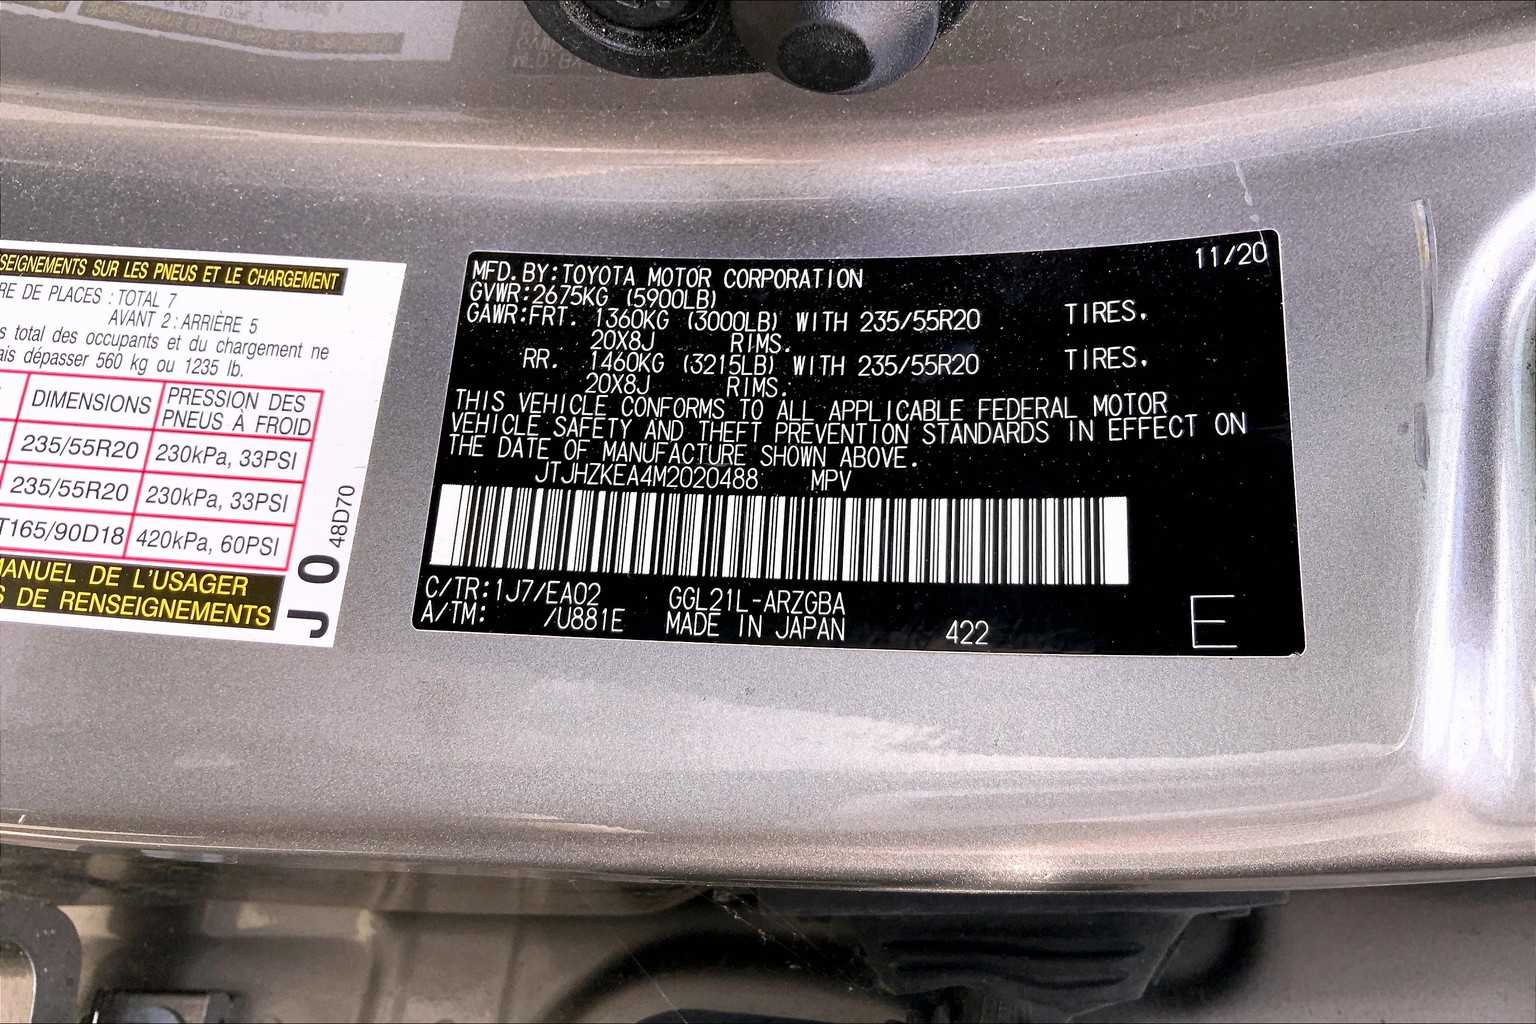 SEIGNEMENTS SUR LES PNEUS ET LE CHARGEMENT
RE DE PLACES : TOTAL 7
AVANT 2 : ARRIÈRE 5
s total des occupants et du chargement ne
ais dépasser 560 kg ou 1235 lb.
DIMENSIONS PRESSION DES PNEUS À FROID
235/55R20 230kPa, 33PSI
235/55R20 230kPa, 33PSI
T165/90D18 420kPa, 60PSI
MANUEL DE L'USAGER
S DE RENSEIGNEMENTS
J0 48D70
11/20
MFD. BY: TOYOTA MOTOR CORPORATION
GVWR: 2675KG (5900LB)
GAWR: FRT. 1360KG (3000LB) WITH 235/55R20 TIRES,
20X8J RIMS.
RR. 1460KG (3215LB) WITH 235/55R20 TIRES,
20X8J RIMS.
THIS VEHICLE CONFORMS TO ALL APPLICABLE FEDERAL MOTOR
VEHICLE SAFETY AND THEFT PREVENTION STANDARDS IN EFFECT ON
THE DATE OF MANUFACTURE SHOWN ABOVE.
JTJHZKEA4M2020488 MPV
C/TR: 1J7/EA02 GGL21L-ARZGBA
A/TM: /U881E MADE IN JAPAN 422 E